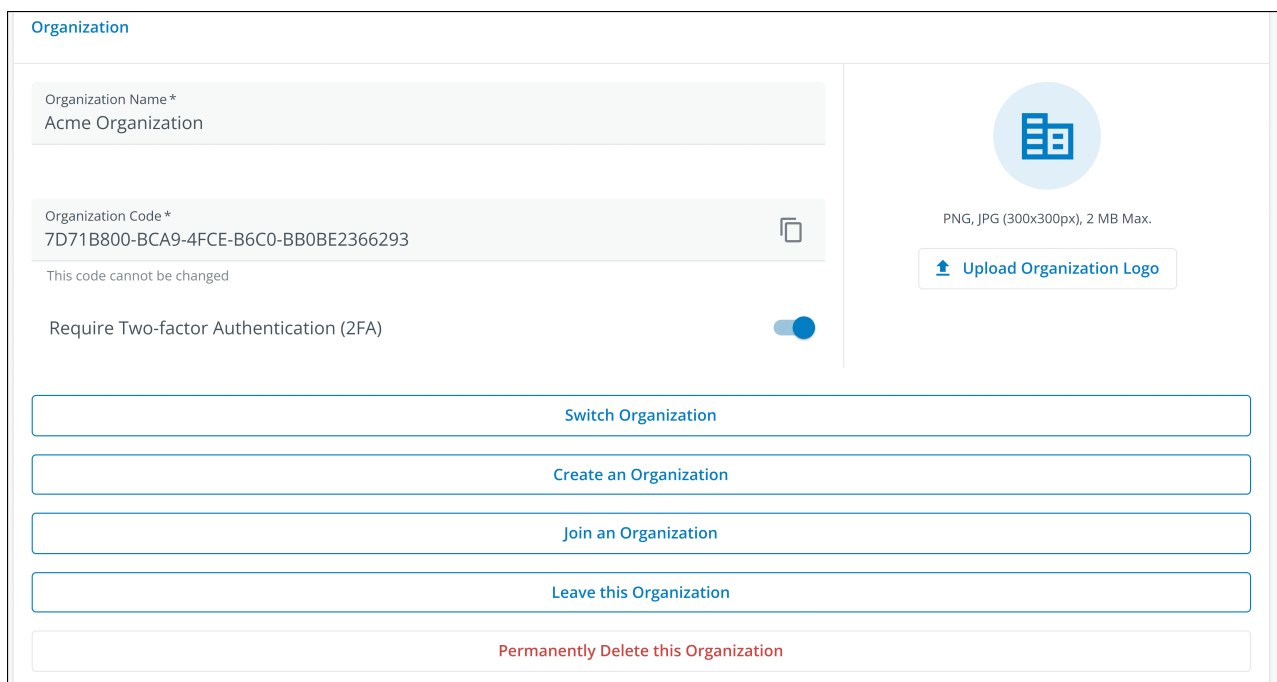 Organization
Organization Name *
Acme Organization
Organization Code *
7D71B800-BCA9-4FCE-B6C0-BB0BE2366293
This code cannot be changed
Require Two-factor Authentication (2FA)
PNG, JPG (300x300px), 2 MB Max.
Upload Organization Logo
Switch Organization
Create an Organization
Join an Organization
Leave this Organization
Permanently Delete this Organization